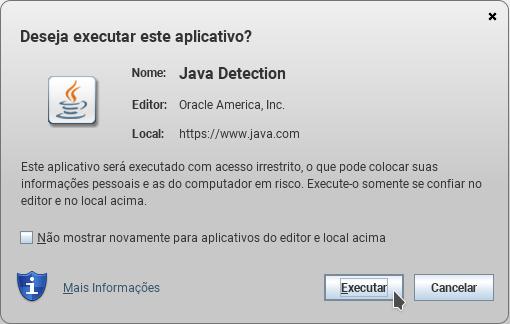 Deseja executar este aplicativo?
Nome: Java Detection
Editor: Oracle America, Inc.
Local: https://www.java.com
Este aplicativo será executado com acesso irrestrito, o que pode colocar suas
informações pessoais e as do computador em risco. Execute-o somente se confiar no
editor e no local acima.
Não mostrar novamente para aplicativos do editor e local acima
Mais Informações
Executar
Cancelar